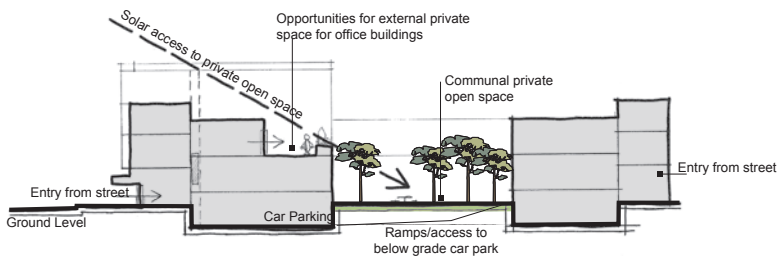 Solar access to private open space
Opportunities for external private
space for office buildings
Communal private
open space
Entry from street
Entry from street
Car Parking
Ground Level
Ramps/access to
below grade car park